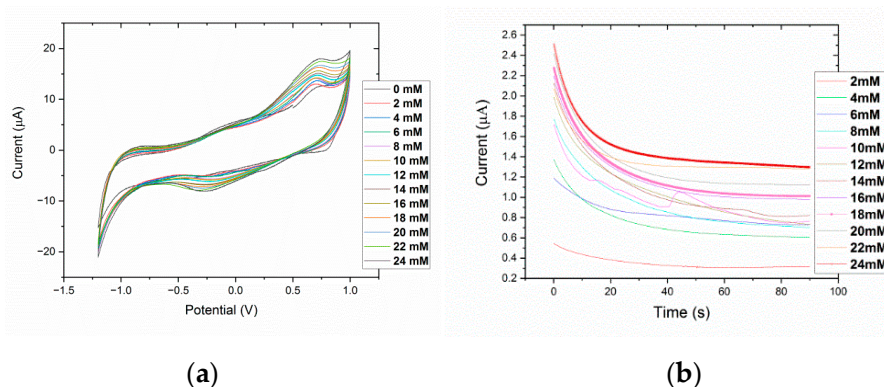 20
10
0
−10
−20
−1.5
−1.0
−0.5
0.0
0.5
1.0
Current (µA)
Potential (V)
0 mM
2 mM
4 mM
6 mM
8 mM
10 mM
12 mM
14 mM
16 mM
18 mM
20 mM
22 mM
24 mM
(a)
2.6
2.4
2.2
2.0
1.8
1.6
1.4
1.2
1.0
0.8
0.6
0.4
0.2
0
20
40
60
80
100
Current (µA)
Time (s)
2mM
4mM
6mM
8mM
10mM
12mM
14mM
16mM
18mM
20mM
22mM
24mM
(b)